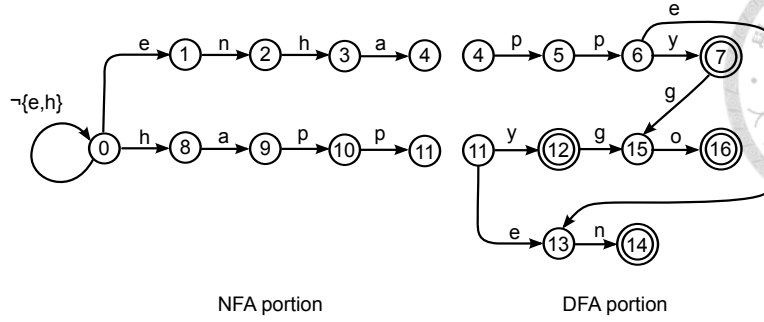 e
e n h a p p y
1 2 3 4 4 5 6 7
¬{e,h}
g
0 h 8 a 9 p 10 p 11 11 y 12 g 15 o 16
e 13 n 14
NFA portion DFA portion